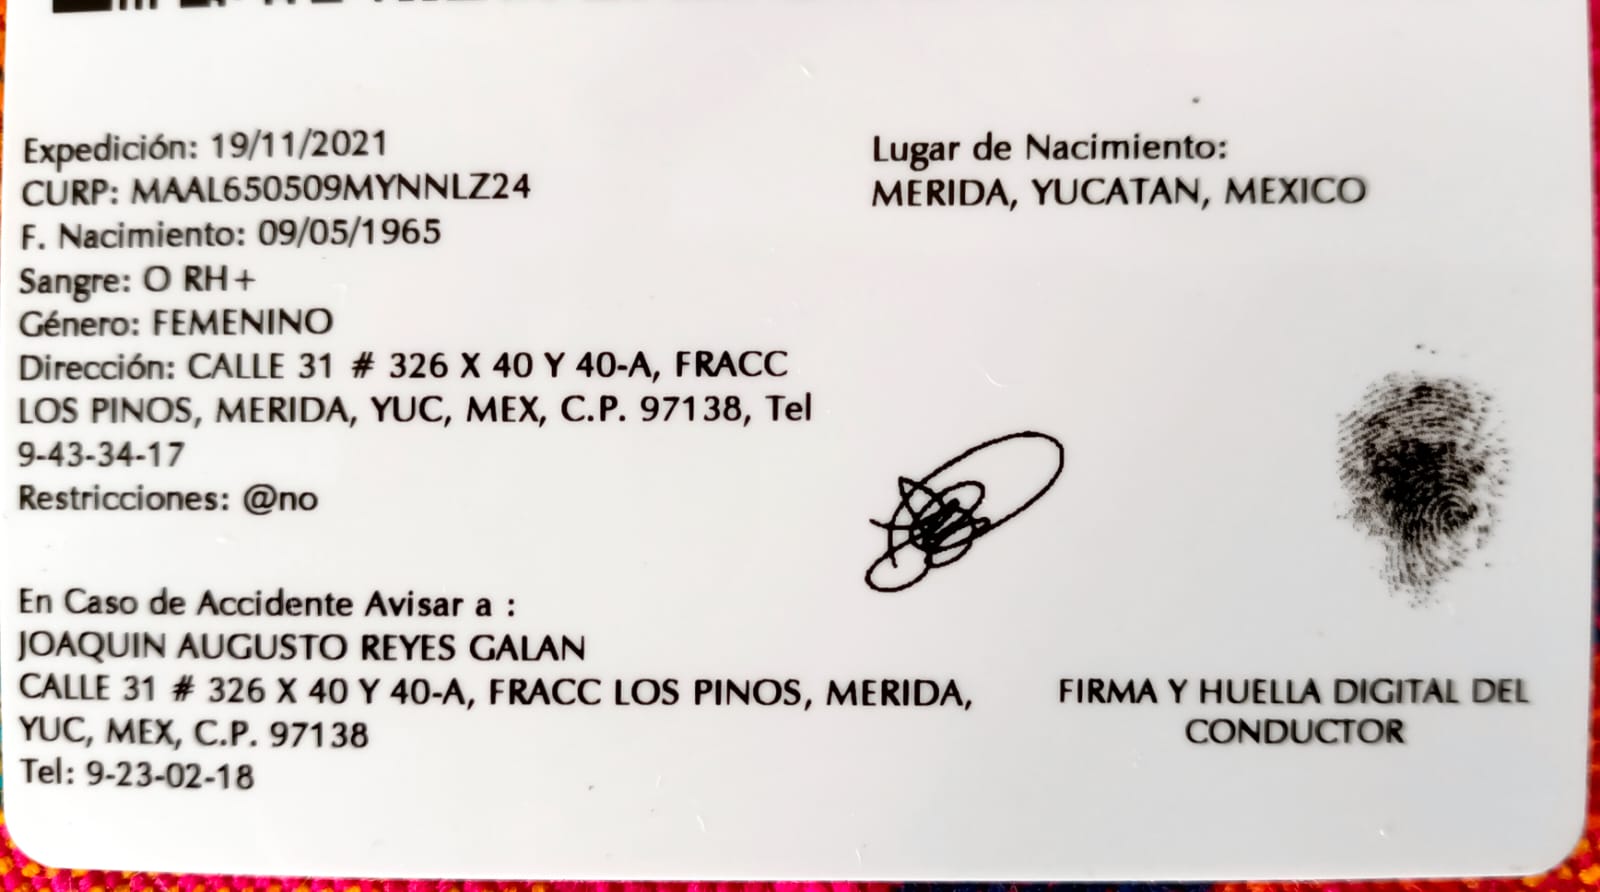 Expedición: 19/11/2021
CURP: MAAL650509MYNNLZ24
F. Nacimiento: 09/05/1965
Sangre: O RH+
Género: FEMENINO
Dirección: CALLE 31 # 326 X 40 Y 40-A, FRACC
LOS PINOS, MERIDA, YUC, MEX, C.P. 97138, Tel
9-43-34-17
Restricciones: @no
Lugar de Nacimiento:
MERIDA, YUCATAN, MEXICO
En Caso de Accidente Avisar a :
JOAQUIN AUGUSTO REYES GALAN
CALLE 31 # 326 X 40 Y 40-A, FRACC LOS PINOS, MERIDA,
YUC, MEX, C.P. 97138
Tel: 9-23-02-18
FIRMA Y HUELLA DIGITAL DEL
CONDUCTOR